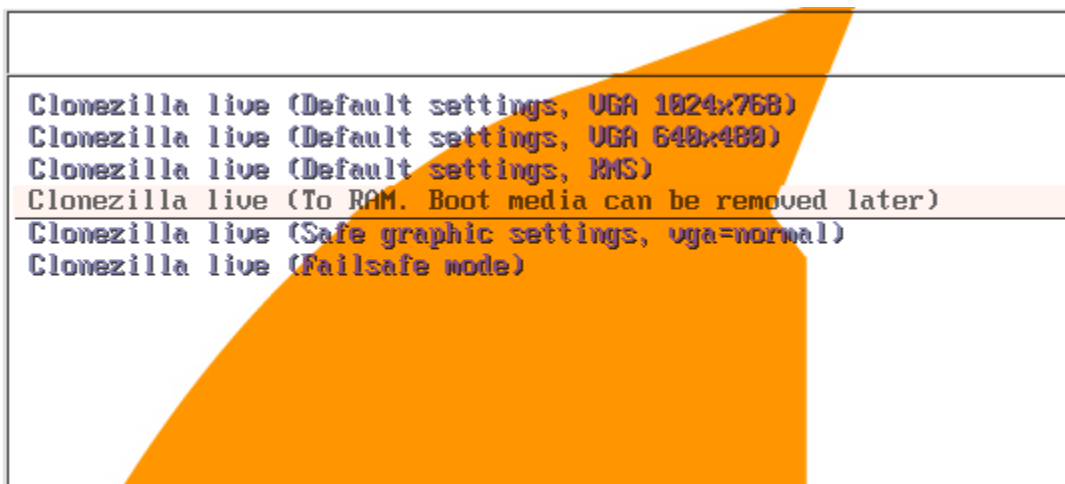 Clonezilla live (Default settings, VGA 1024x768)
Clonezilla live (Default settings, VGA 640x480)
Clonezilla live (Default settings, KMS)
Clonezilla live (To RAM. Boot media can be removed later)
Clonezilla live (Safe graphic settings, vga=normal)
Clonezilla live (Failsafe mode)